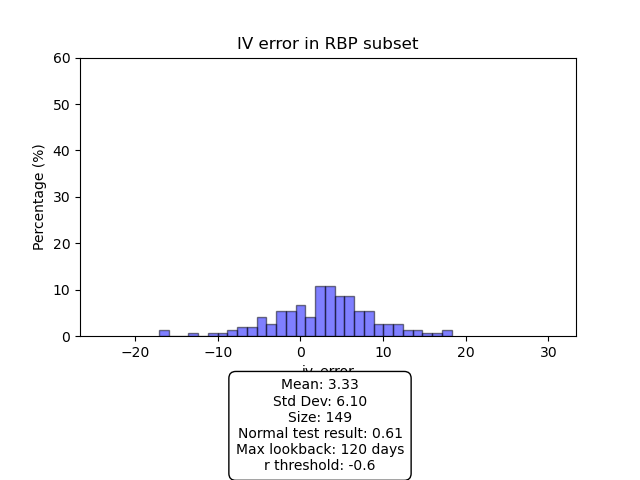 IV error in RBP subset
Percentage (%)
60
50
40
30
20
10
0
−20 −10 0 10 20 30
iv_error
Mean: 3.33
Std Dev: 6.10
Size: 149
Normal test result: 0.61
Max lookback: 120 days
r threshold: -0.6